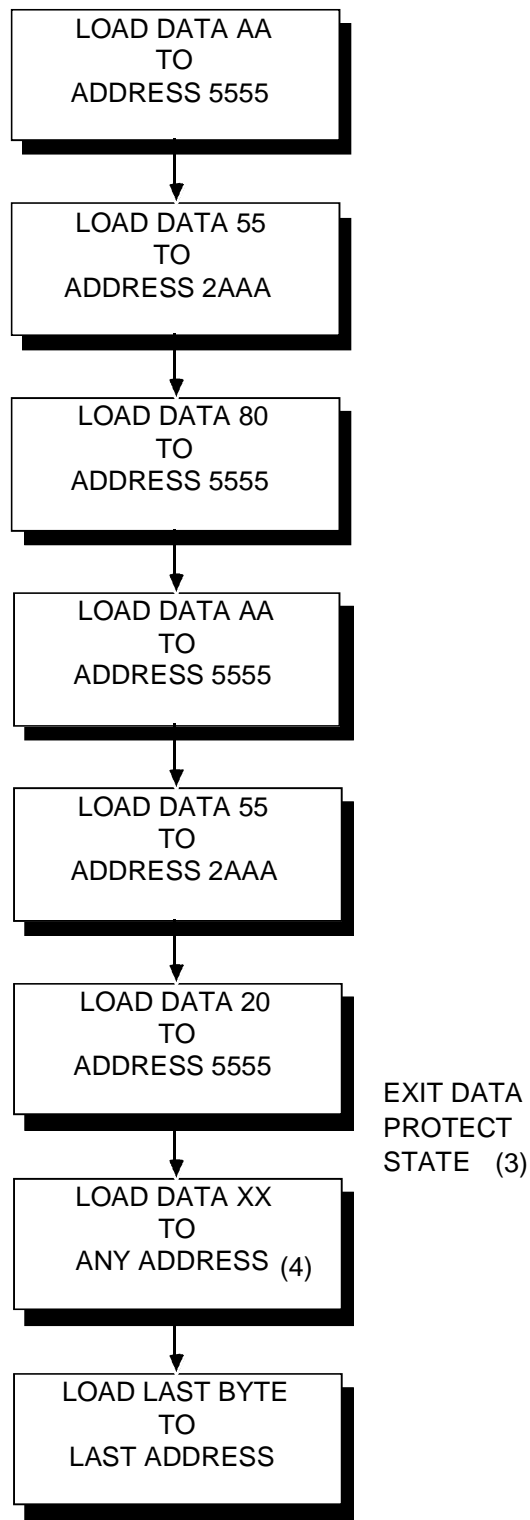 LOAD DATA AA
TO
ADDRESS 5555
LOAD DATA 55
TO
ADDRESS 2AAA
LOAD DATA 80
TO
ADDRESS 5555
LOAD DATA AA
TO
ADDRESS 5555
LOAD DATA 55
TO
ADDRESS 2AAA
LOAD DATA 20
TO
ADDRESS 5555
EXIT DATA
PROTECT
STATE (3)
LOAD DATA XX
TO
ANY ADDRESS (4)
LOAD LAST BYTE
TO
LAST ADDRESS